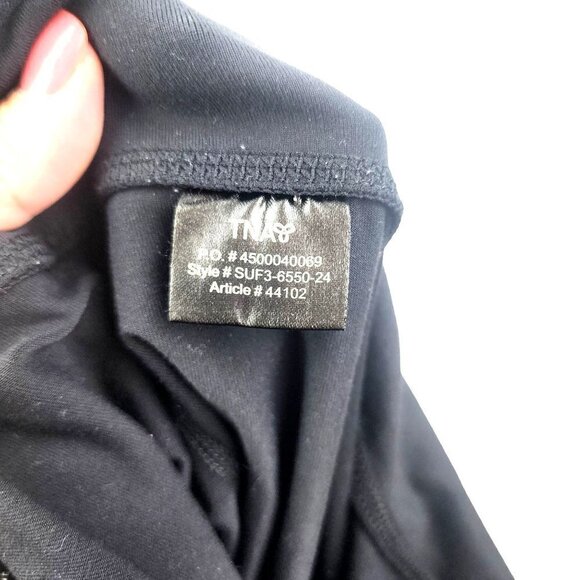 TNA
P.O. # 4500040069
Style # SUF3-6550-24
Article # 44102